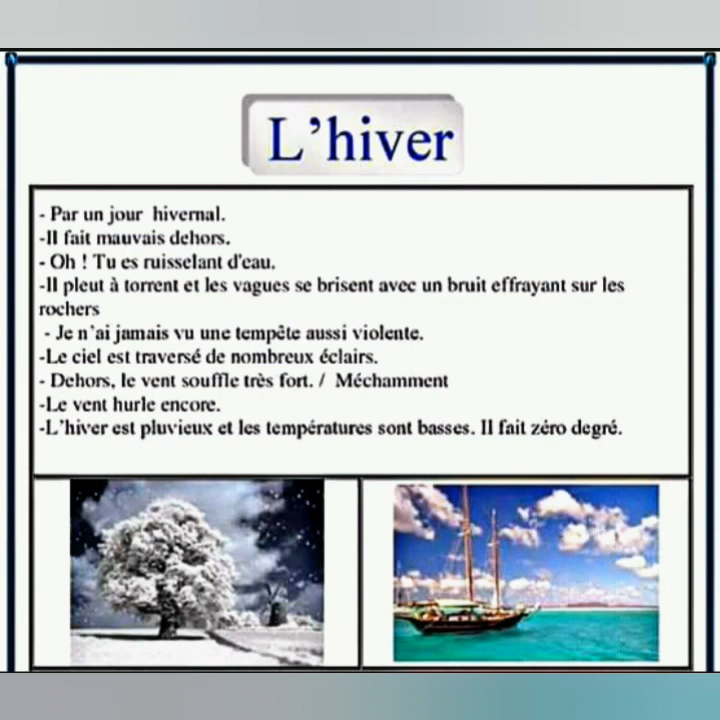 L'hiver
- Par un jour hivernal.
-Il fait mauvais dehors.
- Oh ! Tu es ruisselant d'eau.
-Il pleut à torrent et les vagues se brisent avec un bruit effrayant sur les
rochers
- Je n'ai jamais vu une tempête aussi violente.
-Le ciel est traversé de nombreux éclairs.
- Dehors, le vent souffle très fort. / Méchamment
-Le vent hurle encore.
-L'hiver est pluvieux et les températures sont basses. Il fait zéro degré.